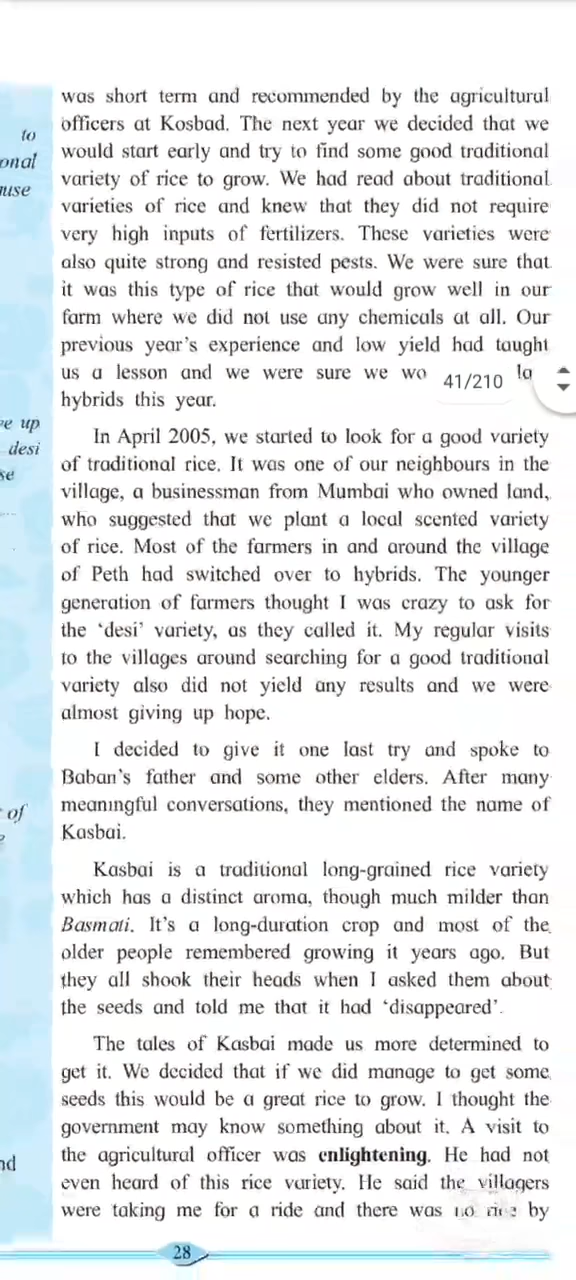 to
onal
use
was short term and recommended by the agricultural
officers at Kosbad. The next year we decided that we
would start early and try to find some good traditional
variety of rice to grow. We had read about traditional
varieties of rice and knew that they did not require
very high inputs of fertilizers. These varieties were
also quite strong and resisted pests. We were sure that
it was this type of rice that would grow well in our
farm where we did not use any chemicals at all. Our
previous year's experience and low yield had taught
us a lesson and we were sure we wo
41/210
hybrids this year.
ve up
desi
se
In April 2005, we started to look for a good variety
of traditional rice. It was one of our neighbours in the
village, a businessman from Mumbai who owned land,
who suggested that we plant a local scented variety
of rice. Most of the farmers in and around the village
of Peth had switched over to hybrids. The younger
generation of farmers thought I was crazy to ask for
the 'desi' variety, as they called it. My regular visits
to the villages around searching for a good traditional
variety also did not yield any results and we were
almost giving up hope.
I decided to give it one last try and spoke to
Baban's father and some other elders. After many
meaningful conversations, they mentioned the name of
Kasbai.
of
Kasbai is a traditional long-grained rice variety
which has a distinct aroma, though much milder than
Basmati. It's a long-duration crop and most of the
older people remembered growing it years ago. But
they all shook their heads when I asked them about
the seeds and told me that it had 'disappeared'.
The tales of Kasbai made us more determined to
get it. We decided that if we did manage to get some
seeds this would be a great rice to grow. I thought the
government may know something about it. A visit to
the agricultural officer was enlightening. He had not
even heard of this rice variety. He said the villagers
were taking me for a ride and there was no rice by
nd
28